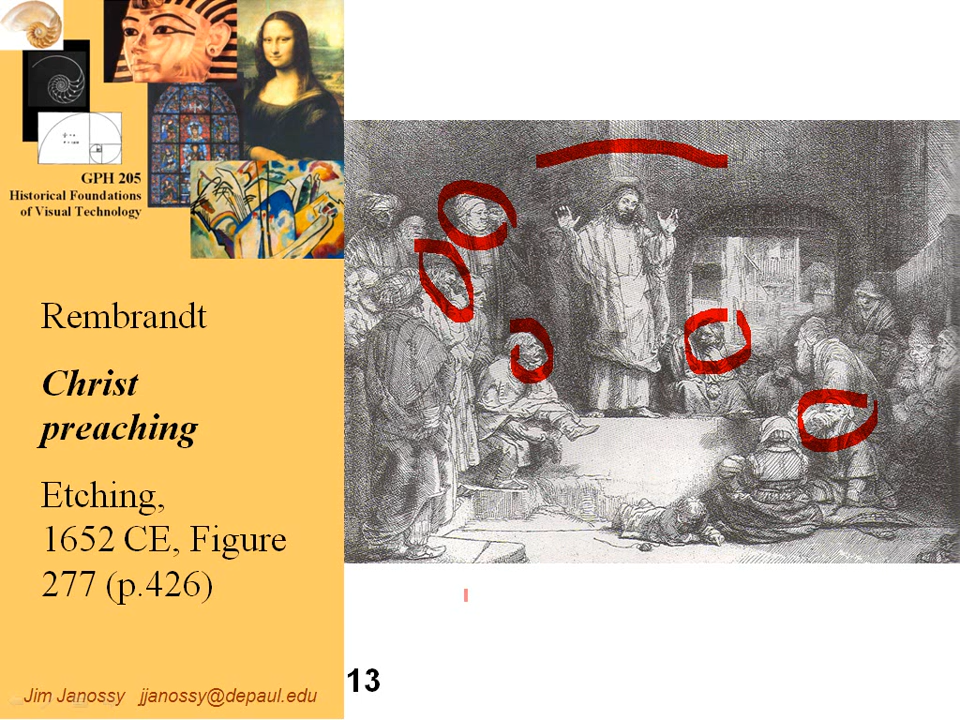 GPH 205
Historical Foundations
of Visual Technology
Rembrandt
Christ
preaching
Etching,
1652 CE, Figure
277 (p.426)
Jim Janossy jjanossy@depaul.edu
13